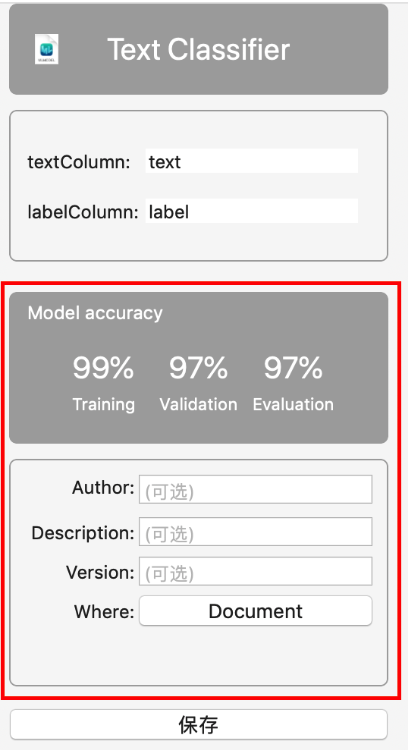 Text Classifier
textColumn: text
labelColumn: label
Model accuracy
99% 97% 97%
Training Validation Evaluation
Author: (可选)
Description: (可选)
Version: (可选)
Where: Document
保存